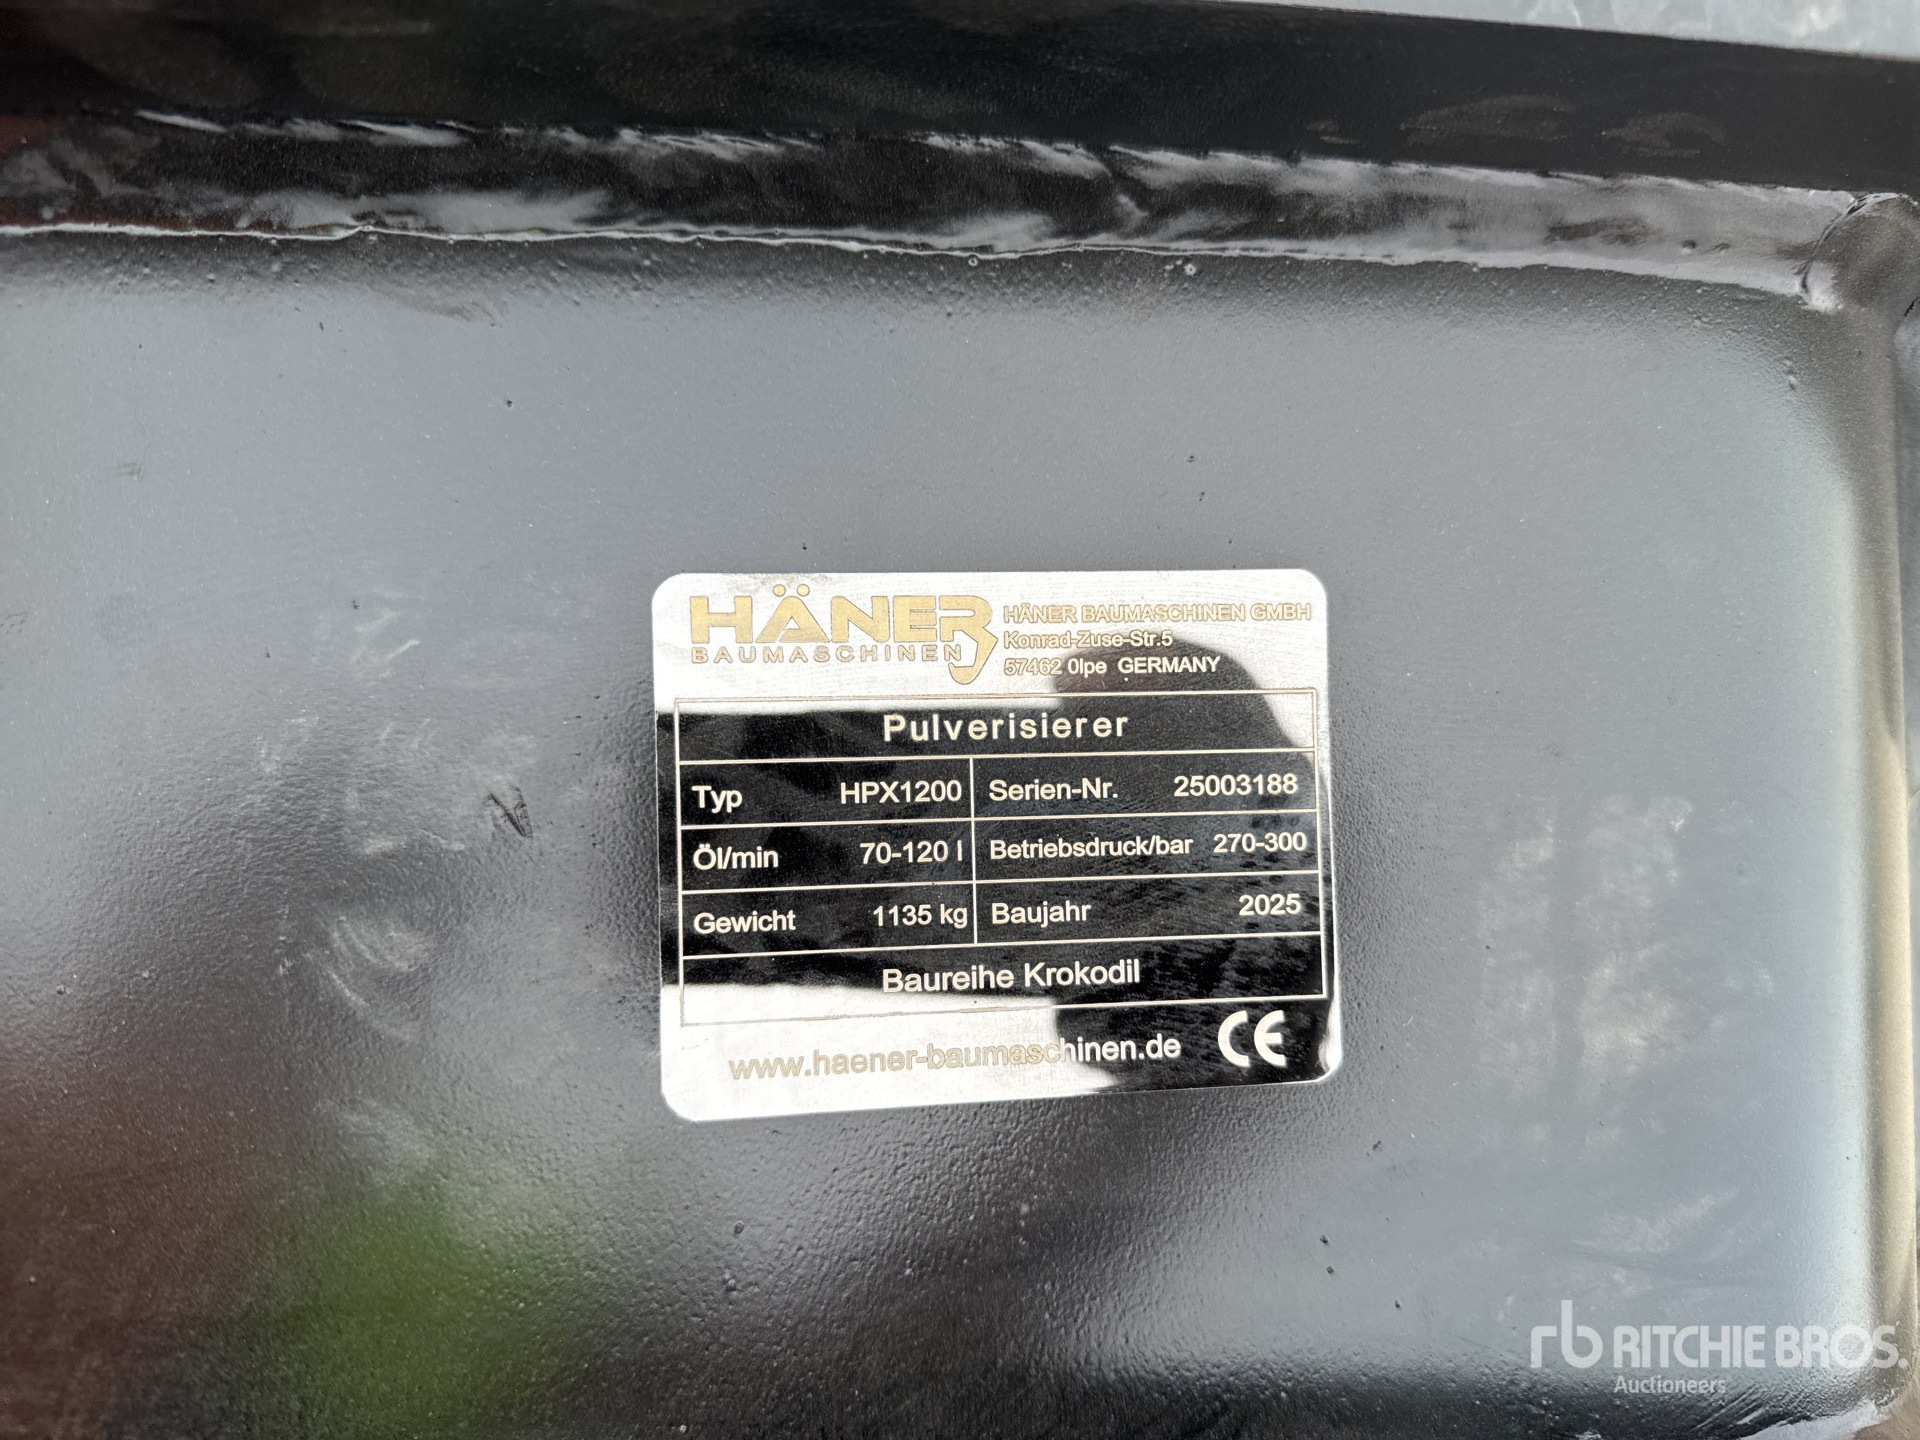 HÄNER
BAUMASCHINEN
HÄNER BAUMASCHINEN GMBH
Konrad-Zuse-Str.5
57462 Olpe GERMANY
Pulverisierer
Typ HPX1200 Serien-Nr. 25003188
Öl/min 70-120 l Betriebsdruck/bar 270-300
Gewicht 1135 kg Baujahr 2025
Baureihe Krokodil
www.haener-baumaschinen.de CE
rb RITCHIE BROS.
Auctioneers